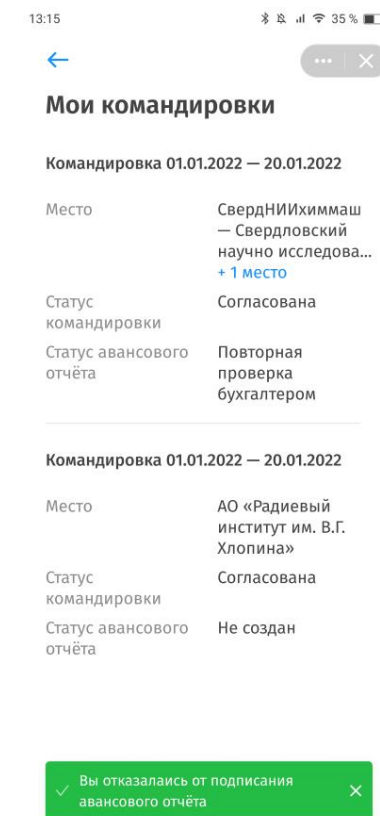 13:15
35 %
Мои командировки
Командировка 01.01.2022 — 20.01.2022
Место
СвердНИИхиммаш
— Свердловский
научно исследова...
+ 1 место
Статус
командировки
Согласована
Статус авансового
отчёта
Повторная
проверка
бухгалтером
Командировка 01.01.2022 — 20.01.2022
Место
АО «Радиевый
институт им. В.Г.
Хлопина»
Статус
командировки
Согласована
Статус авансового
отчёта
Не создан
Вы отказалаись от подписания
авансового отчёта